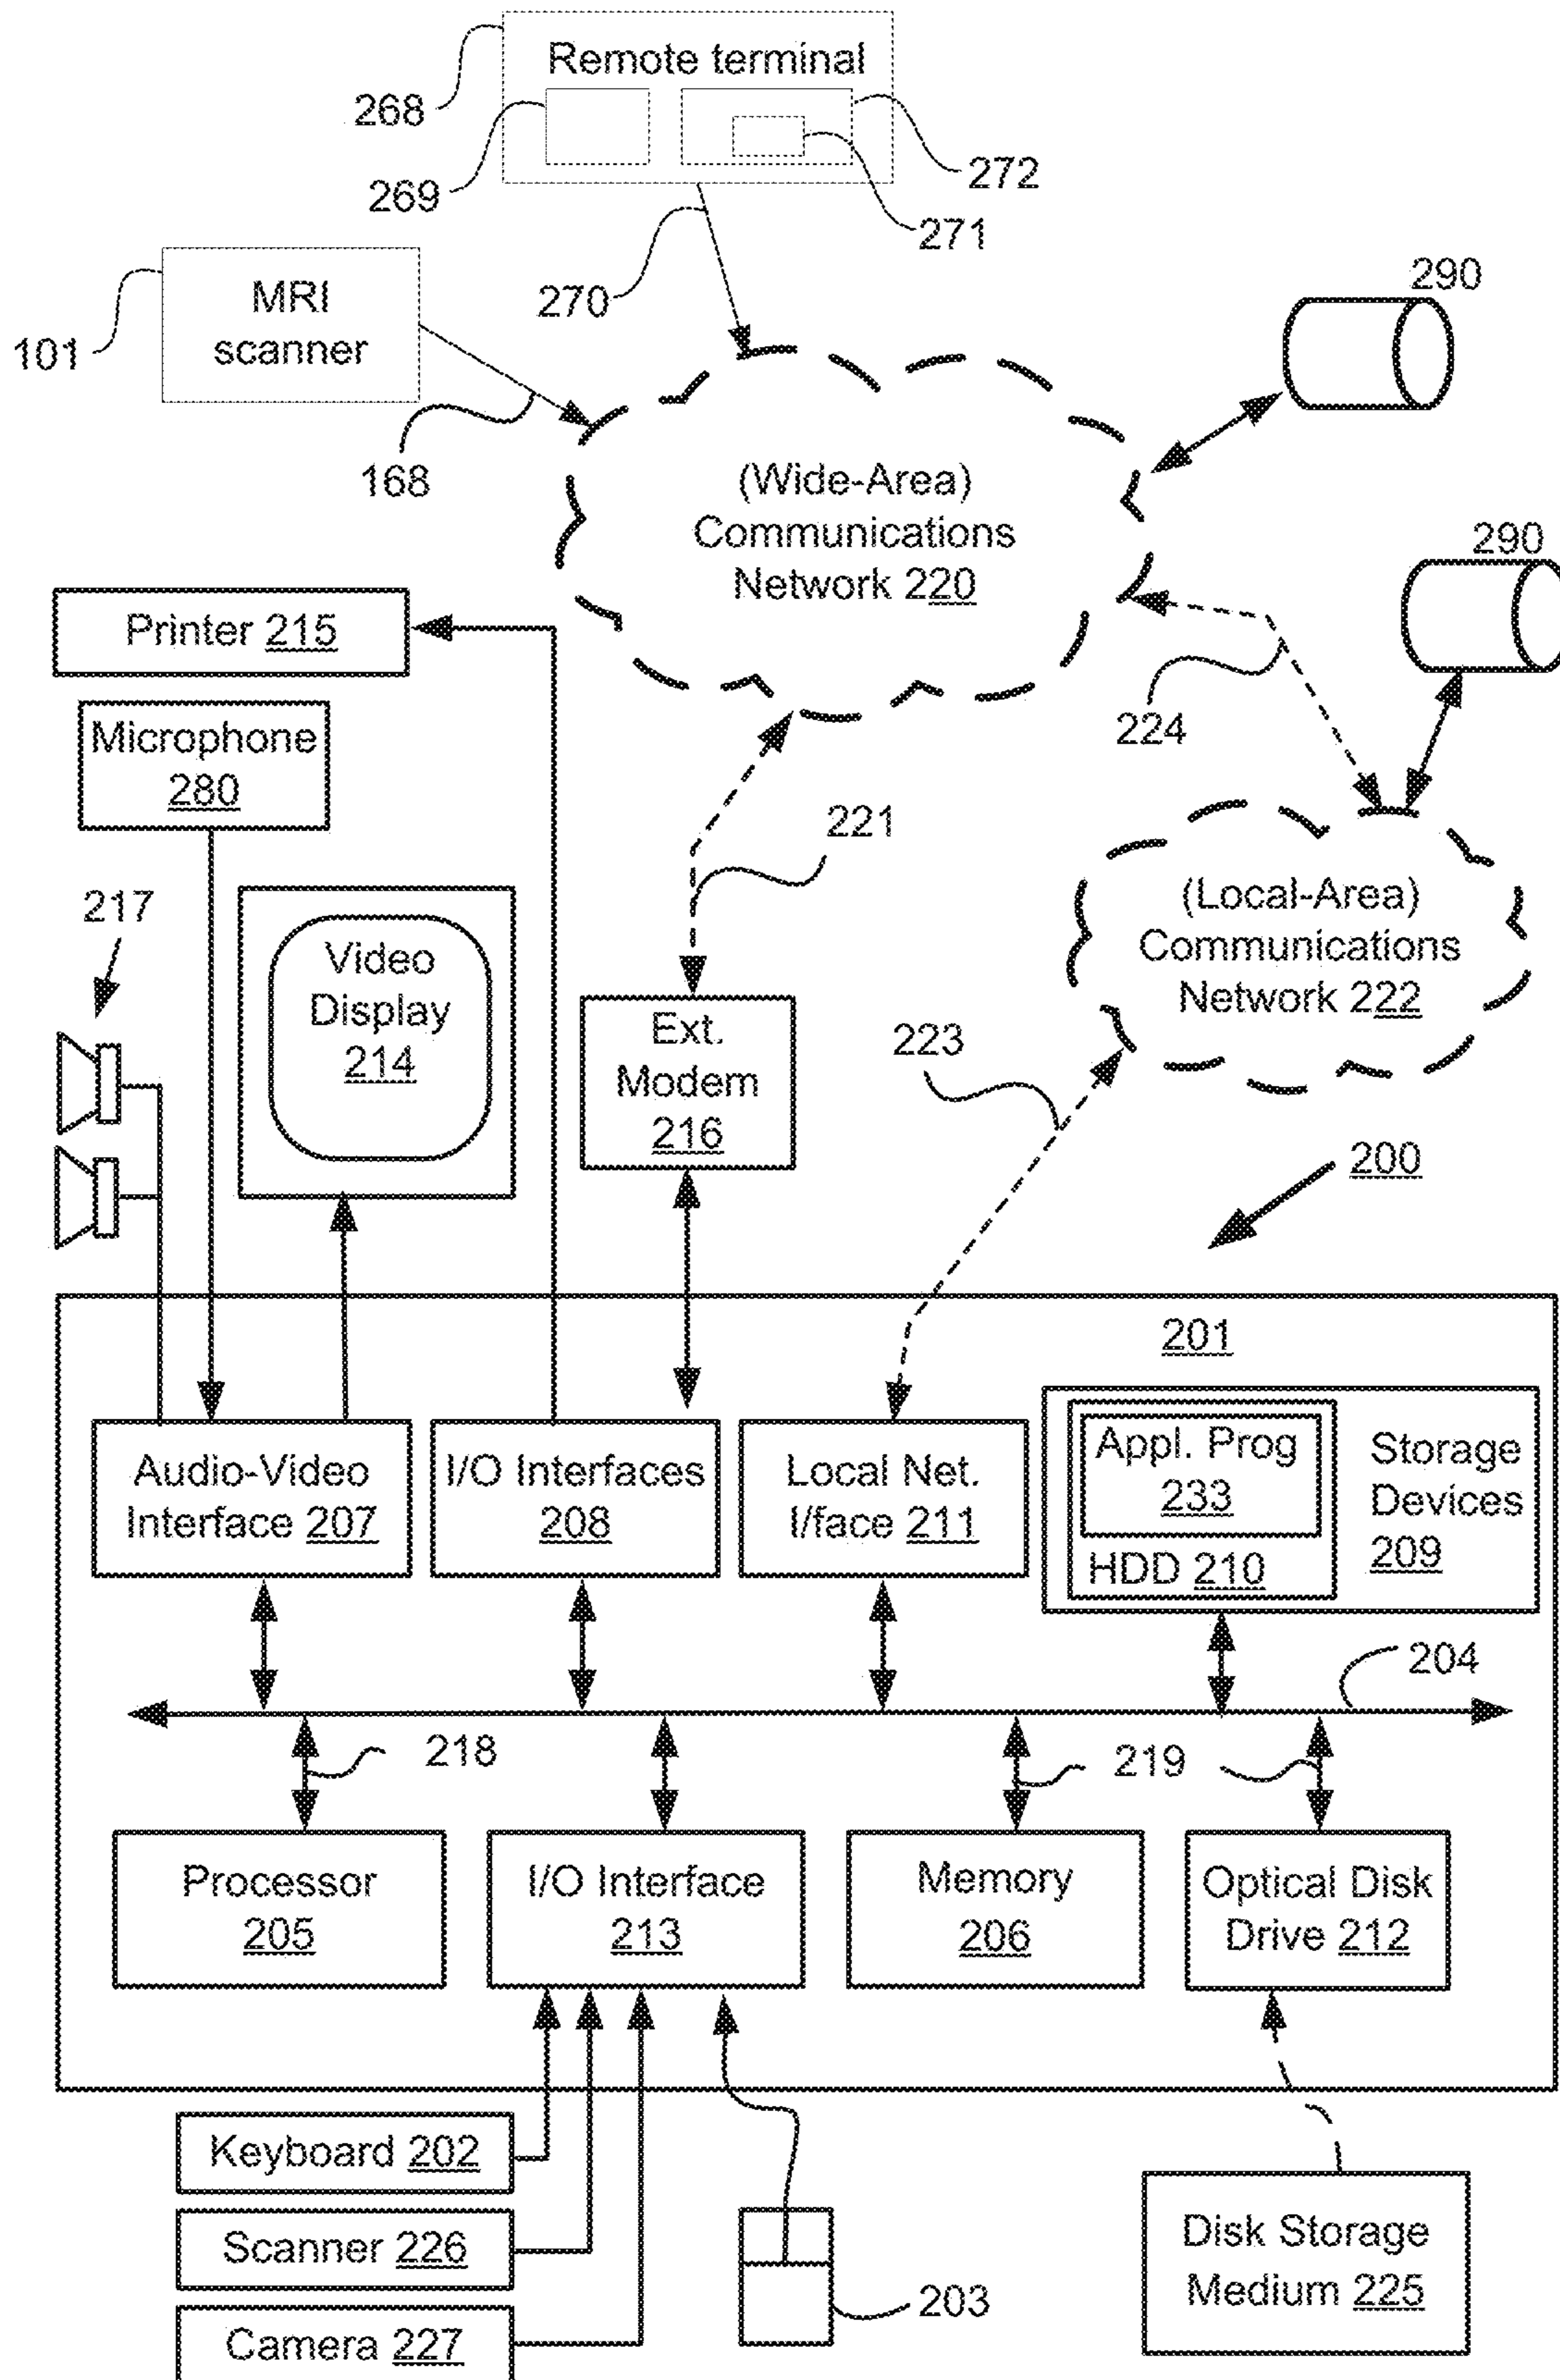 Remote terminal
268
269
272
271
270
MRI
scanner
101
168
290
(Wide-Area)
Communications
Network 220
290
Printer 215
224
Microphone
280
221
217
(Local-Area)
Communications
Network 222
Video
Display
214
Ext.
Modem
216
223
200
201
Audio-Video
Interface 207
I/O Interfaces
208
Local Net.
I/face 211
Appl. Prog
233
HDD 210
Storage
Devices
209
204
218
219
Processor
205
I/O Interface
213
Memory
206
Optical Disk
Drive 212
Keyboard 202
Scanner 226
Camera 227
203
Disk Storage
Medium 225